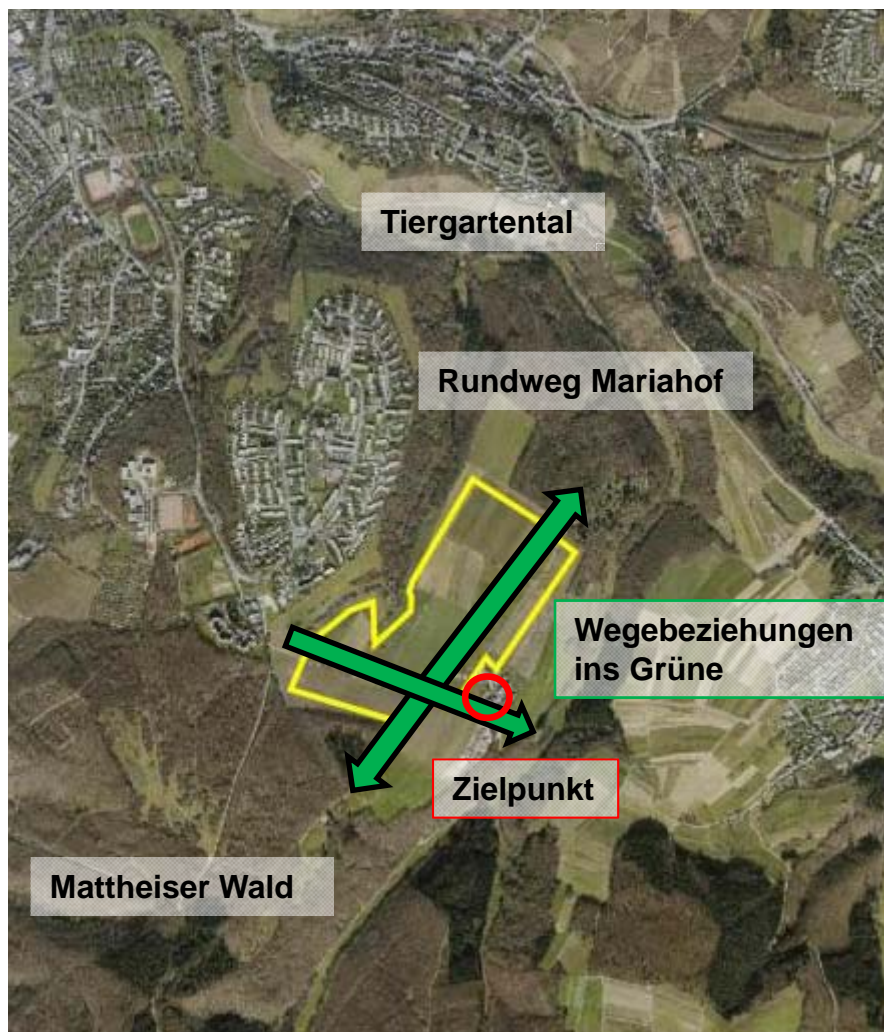 Tiergartental
Rundweg Mariahof
Wegebeziehungen
ins Grüne
Zielpunkt
Mattheiser Wald